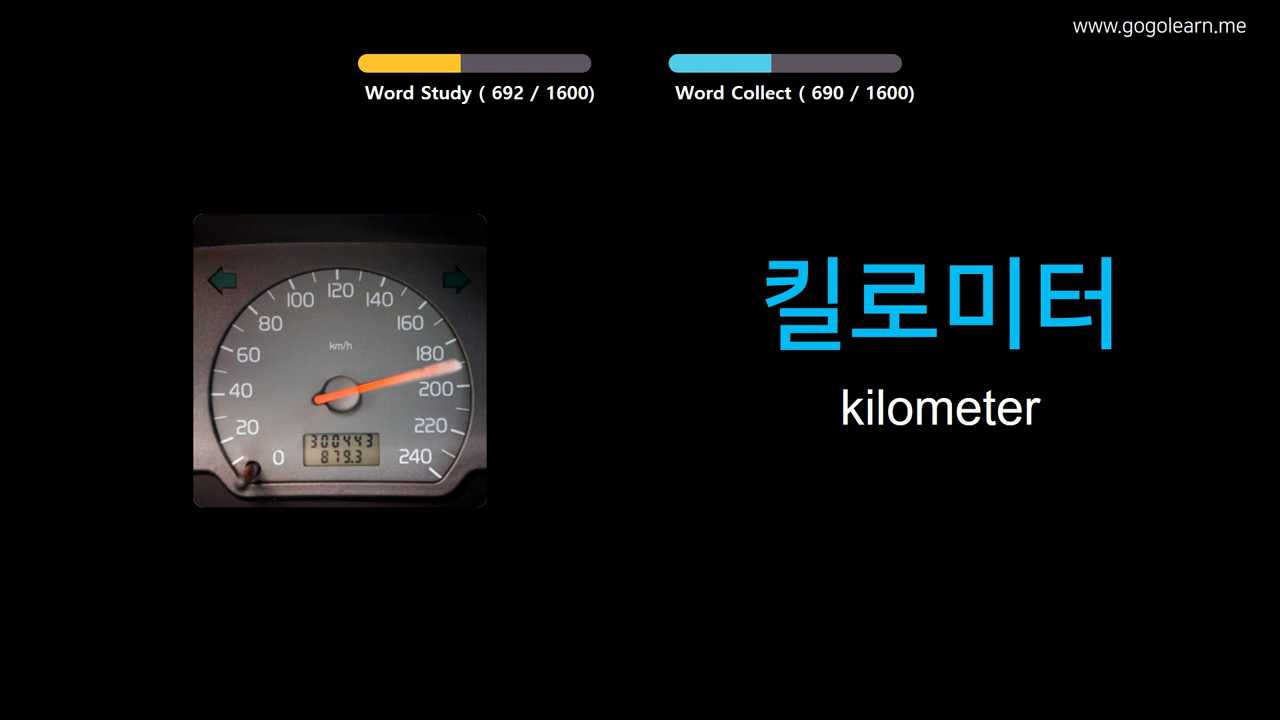 www.gogolearn.me
Word Study ( 692 / 1600)
Word Collect ( 690 / 1600)
킬로미터
kilometer
120
100
140
80
160
km/h
60
180
40
200
20
220
300443
879.3
0
240